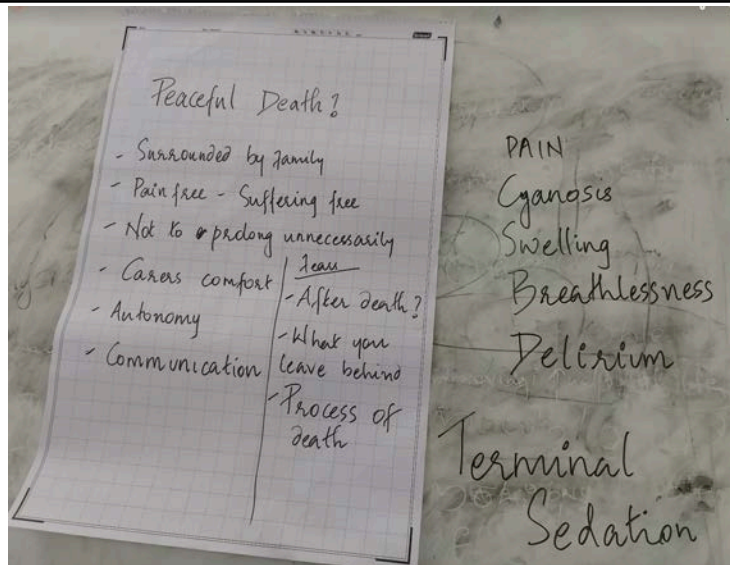 Peaceful Death?
- Surrounded by family
- Pain free - Suffering free
- Not to prolong unnecessarily
- Carers comfort
- Autonomy
- Communication
Fears
- After death?
- What you
leave behind
- Process of
death
PAIN
Cyanosis
Swelling
Breathlessness
Delirium
Terminal
Sedation